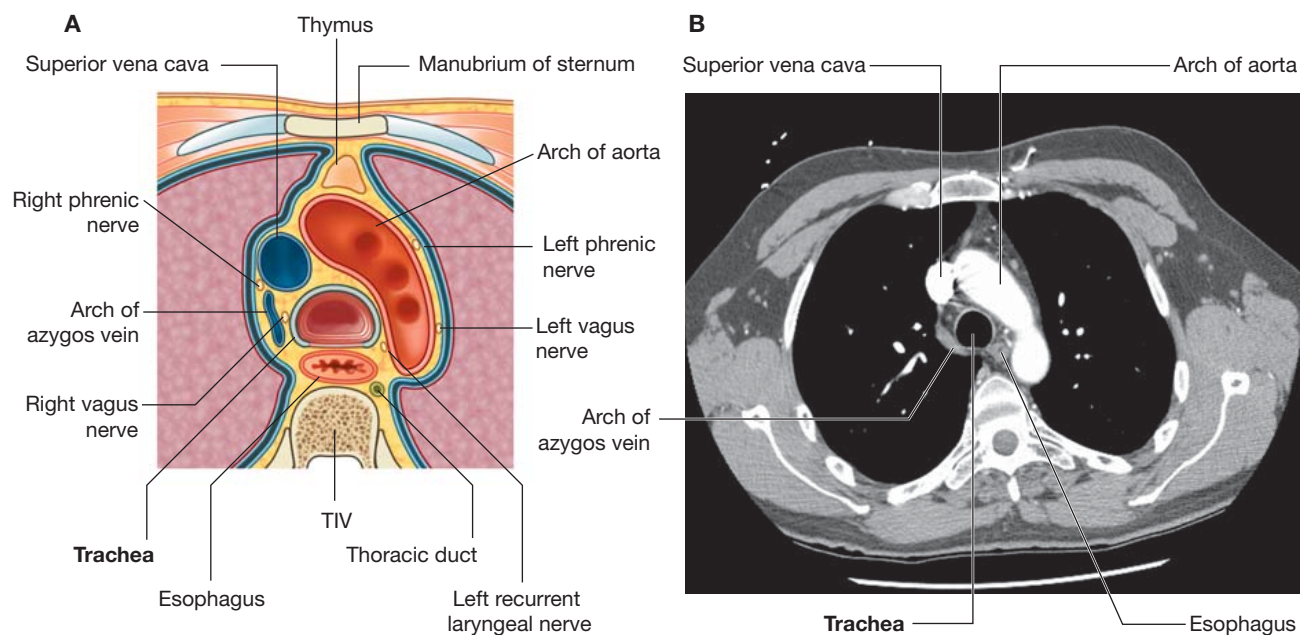 A
Thymus
Superior vena cava
Manubrium of sternum
Arch of aorta
Right phrenic
nerve
Left phrenic
nerve
Arch of
azygos vein
Left vagus
nerve
Right vagus
nerve
TIV
Trachea
Thoracic duct
Esophagus
Left recurrent
laryngeal nerve
B
Superior vena cava
Arch of aorta
Arch of
azygos vein
Trachea
Esophagus